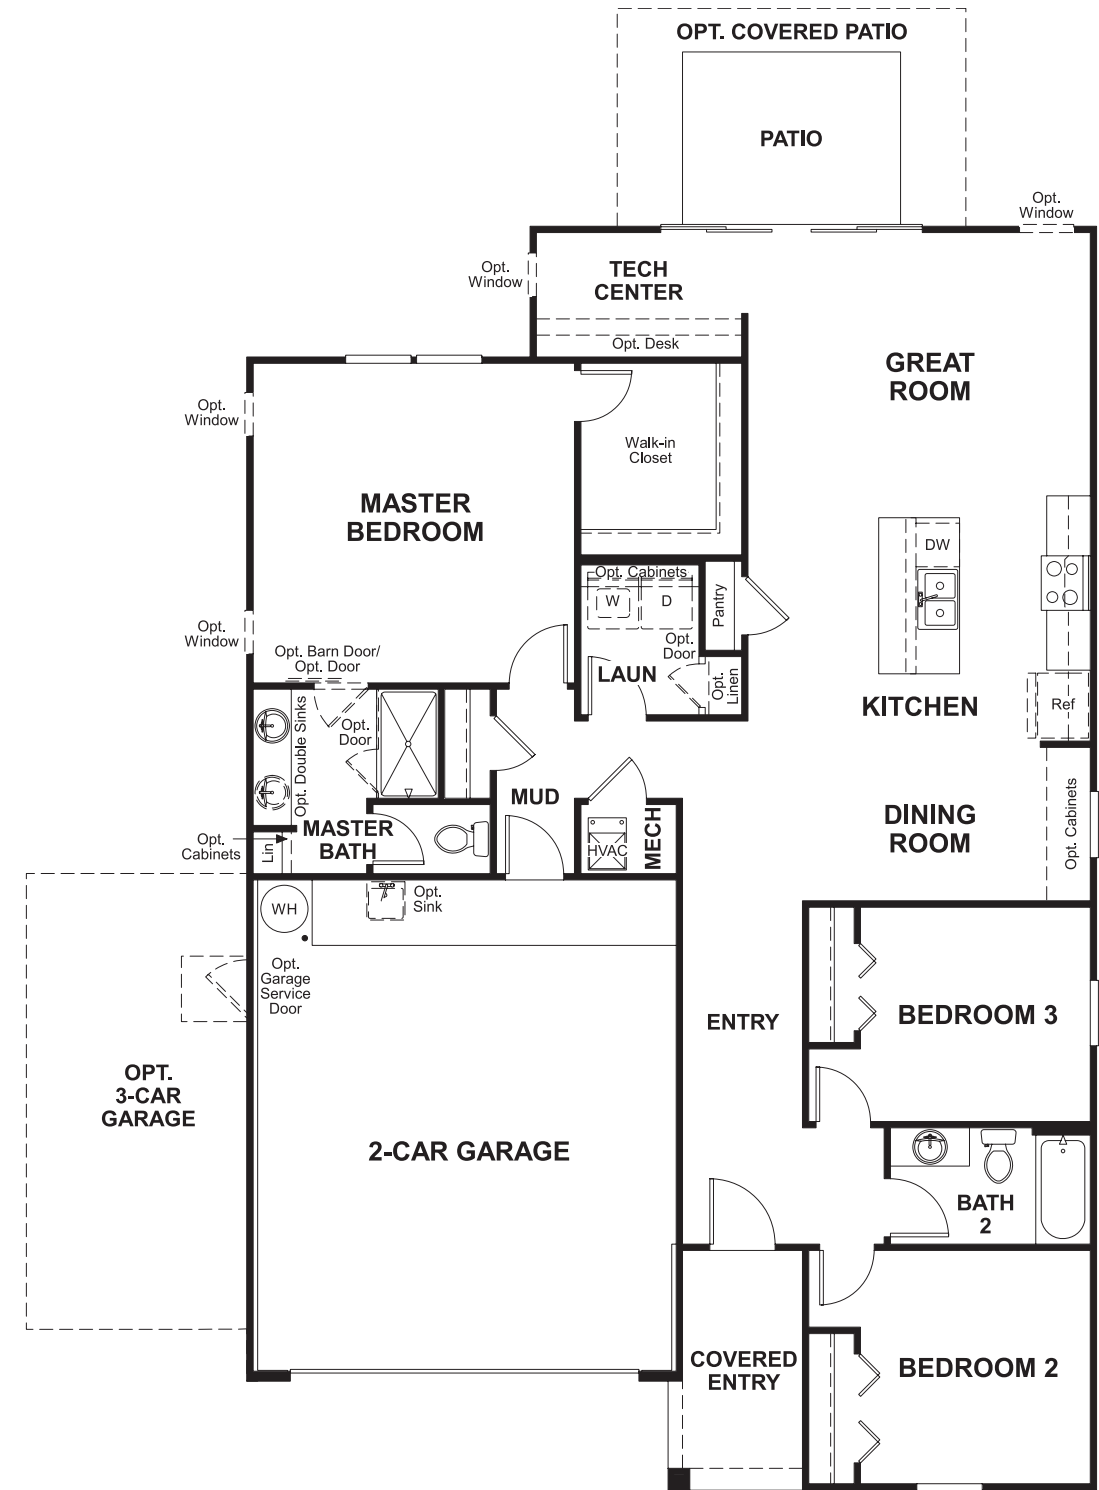 OPT. COVERED PATIO
PATIO
Opt.
Window
Opt.
Window
TECH
CENTER
Opt. Desk
GREAT
ROOM
Opt.
Window
Walk-in
Closet
MASTER
BEDROOM
DW
Opt. Cabinets
W
D
Pantry
Opt.
Window
Opt.
Door
Opt. Barn Door/
Opt. Door
LAUN
Opt.
Linen
KITCHEN
Ref
Opt. Double Sinks
Opt.
Door
MUD
MECH
HVAC
DINING
ROOM
Opt. Cabinets
MASTER
BATH
Opt.
Cabinets
Lin
WH
Opt.
Sink
Opt.
Garage
Service
Door
ENTRY
BEDROOM 3
OPT.
3-CAR
GARAGE
2-CAR GARAGE
BATH
2
COVERED
ENTRY
BEDROOM 2